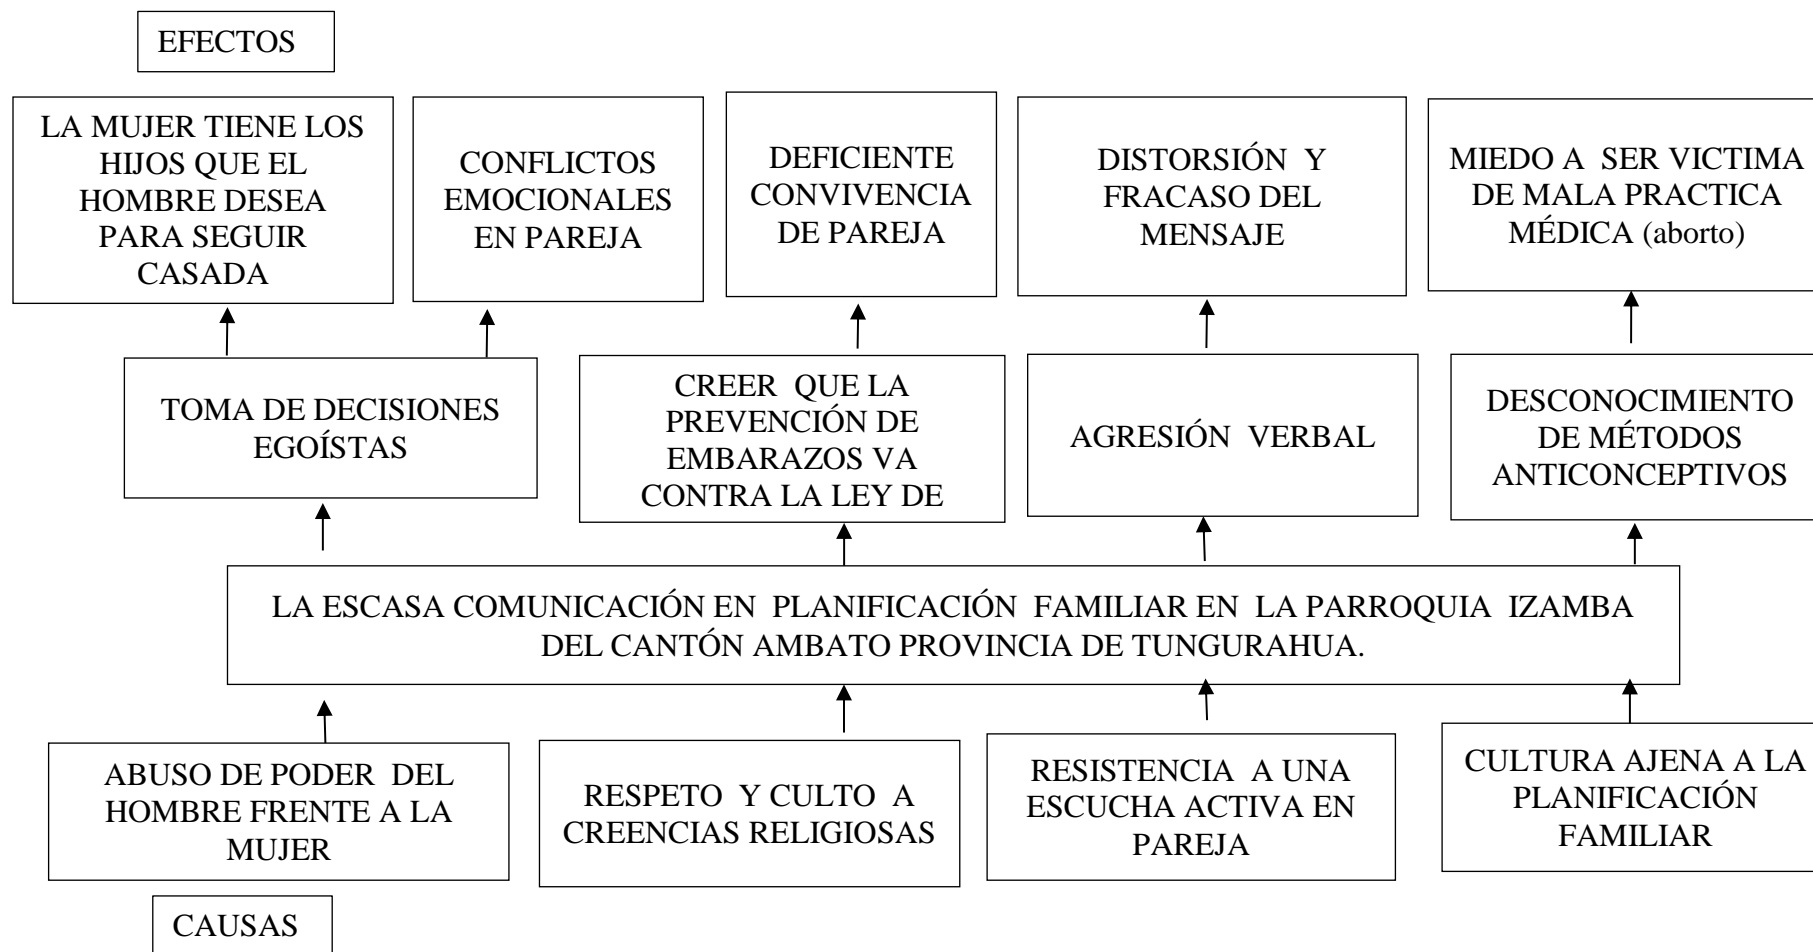 EFECTOS
LA MUJER TIENE LOS
HIJOS QUE EL
HOMBRE DESEA
PARA SEGUIR
CASADA
CONFLICTOS
EMOCIONALES
EN PAREJA
DEFICIENTE
CONVIVENCIA
DE PAREJA
DISTORSIÓN Y
FRACASO DEL
MENSAJE
MIEDO A SER VICTIMA
DE MALA PRACTICA
MÉDICA (aborto)
TOMA DE DECISIONES
EGOÍSTAS
CREER QUE LA
PREVENCIÓN DE
EMBARAZOS VA
CONTRA LA LEY DE
AGRESIÓN VERBAL
DESCONOCIMIENTO
DE MÉTODOS
ANTICONCEPTIVOS
LA ESCASA COMUNICACIÓN EN PLANIFICACIÓN FAMILIAR EN LA PARROQUIA IZAMBA
DEL CANTÓN AMBATO PROVINCIA DE TUNGURAHUA.
ABUSO DE PODER DEL
HOMBRE FRENTE A LA
MUJER
RESPETO Y CULTO A
CREENCIAS RELIGIOSAS
RESISTENCIA A UNA
ESCUCHA ACTIVA EN
PAREJA
CULTURA AJENA A LA
PLANIFICACIÓN
FAMILIAR
CAUSAS